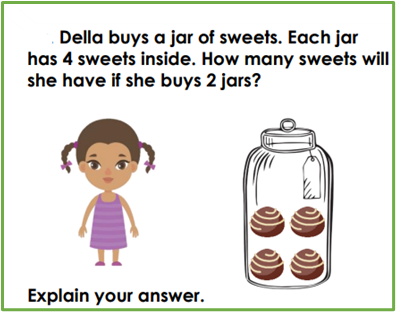 . Della buys a jar of sweets. Each jar
has 4 sweets inside. How many sweets will
she have if she buys 2 jars?
Explain your answer.